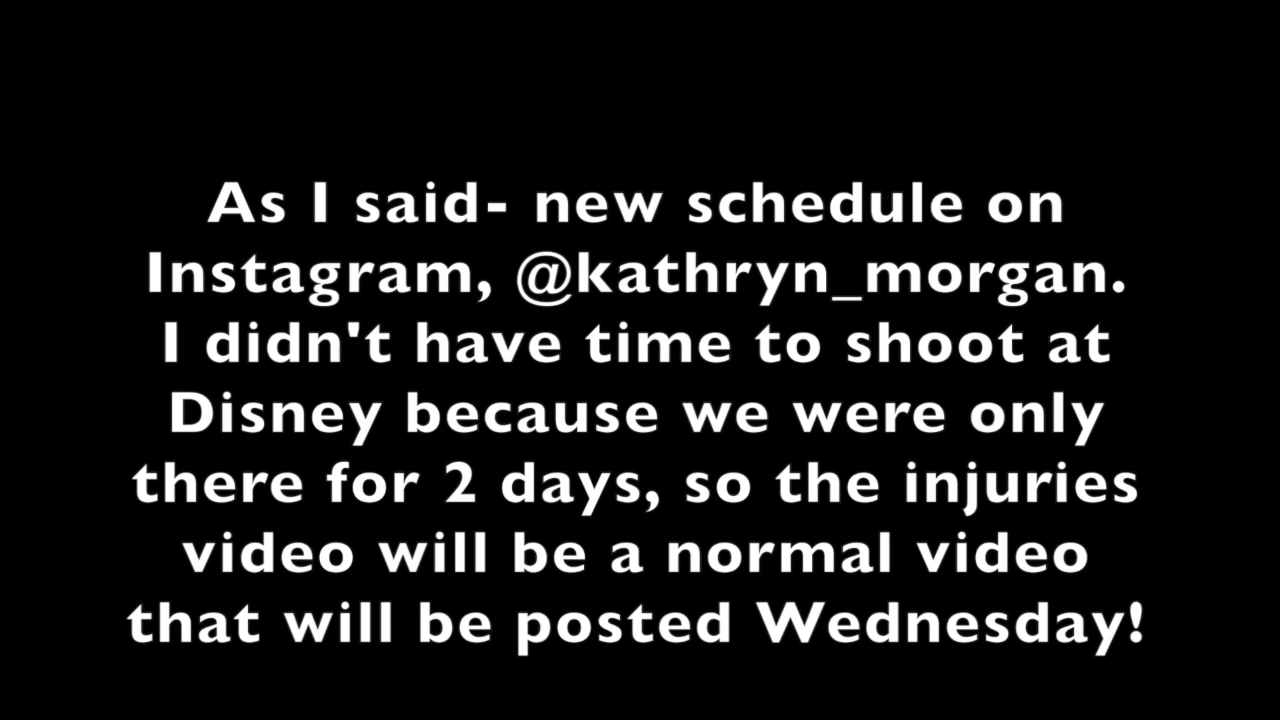 As I said- new schedule on
Instagram, @kathryn_morgan.
I didn't have time to shoot at
Disney because we were only
there for 2 days, so the injuries
video will be a normal video
that will be posted Wednesday!